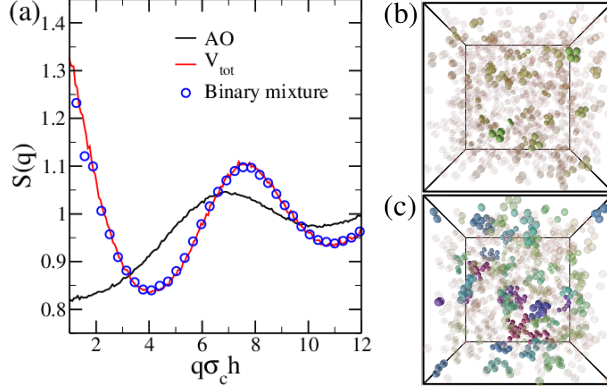 (a)
AO
V_tot
Binary mixture
S(q)
1.4
1.3
1.2
1.1
1
0.9
0.8
2 4 6 8 10 12
qσ_c h
(b)
(c)